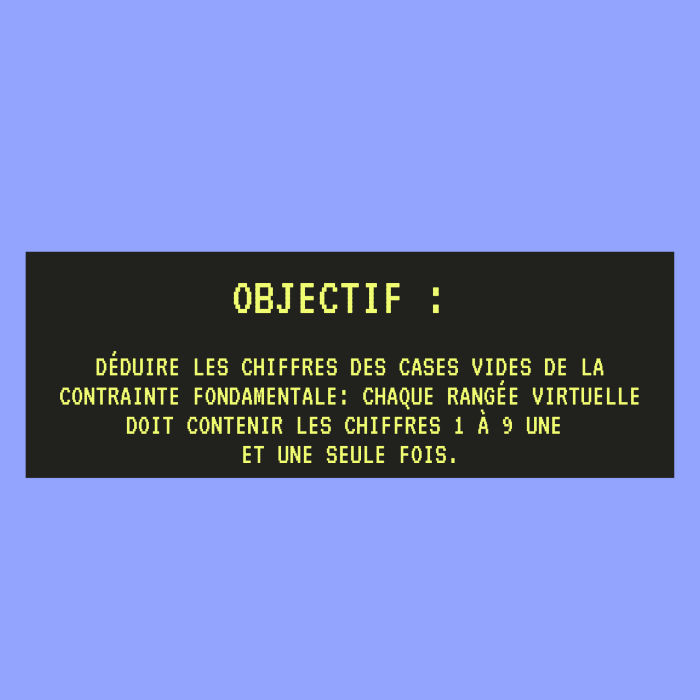 OBJECTIF :
DÉDUIRE LES CHIFFRES DES CASES VIDES DE LA
CONTRAINTE FONDAMENTALE: CHAQUE RANGÉE VIRTUELLE
DOIT CONTENIR LES CHIFFRES 1 À 9 UNE
ET UNE SEULE FOIS.